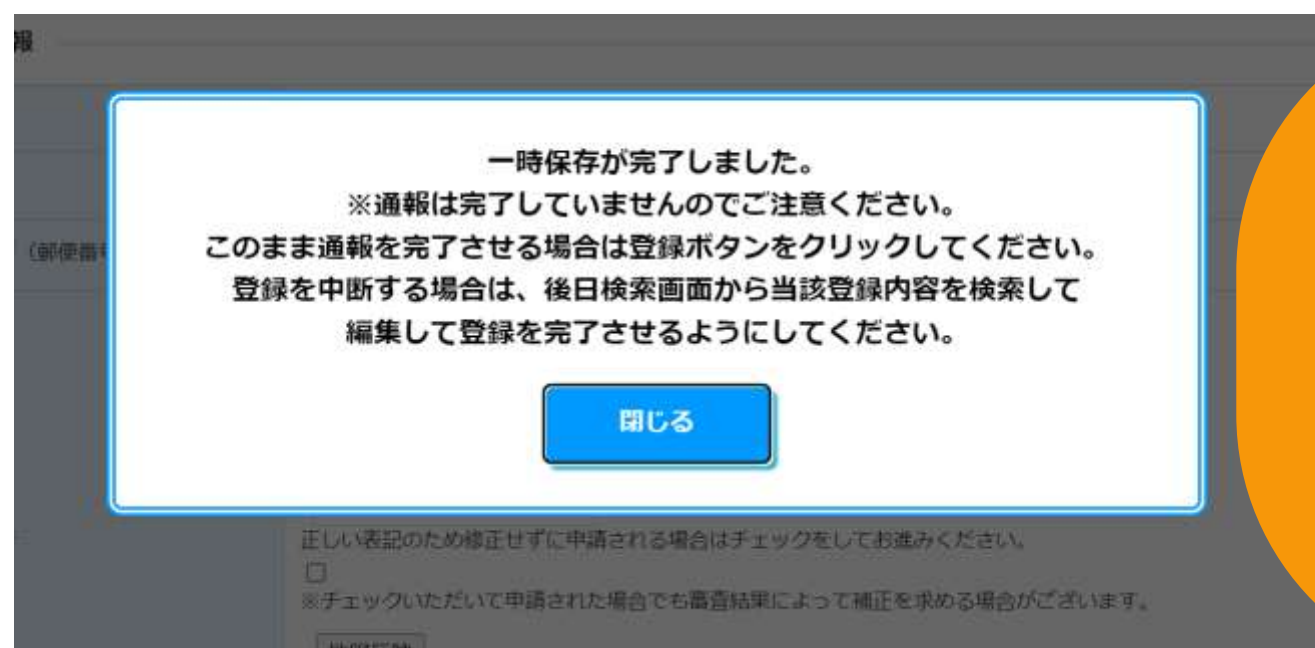 報
一時保存が完了しました。
※通報は完了していませんのでご注意ください。
このまま通報を完了させる場合は登録ボタンをクリックしてください。
（郵便番
登録を中断する場合は、後日検索画面から当該登録内容を検索して
編集して登録を完了させるようにしてください。
閉じる
正しい表記のため修正せずに申請される場合はチェックをしてお進みください。
※チェックいただいて申請された場合でも審査結果によって補正を求める場合がございます。